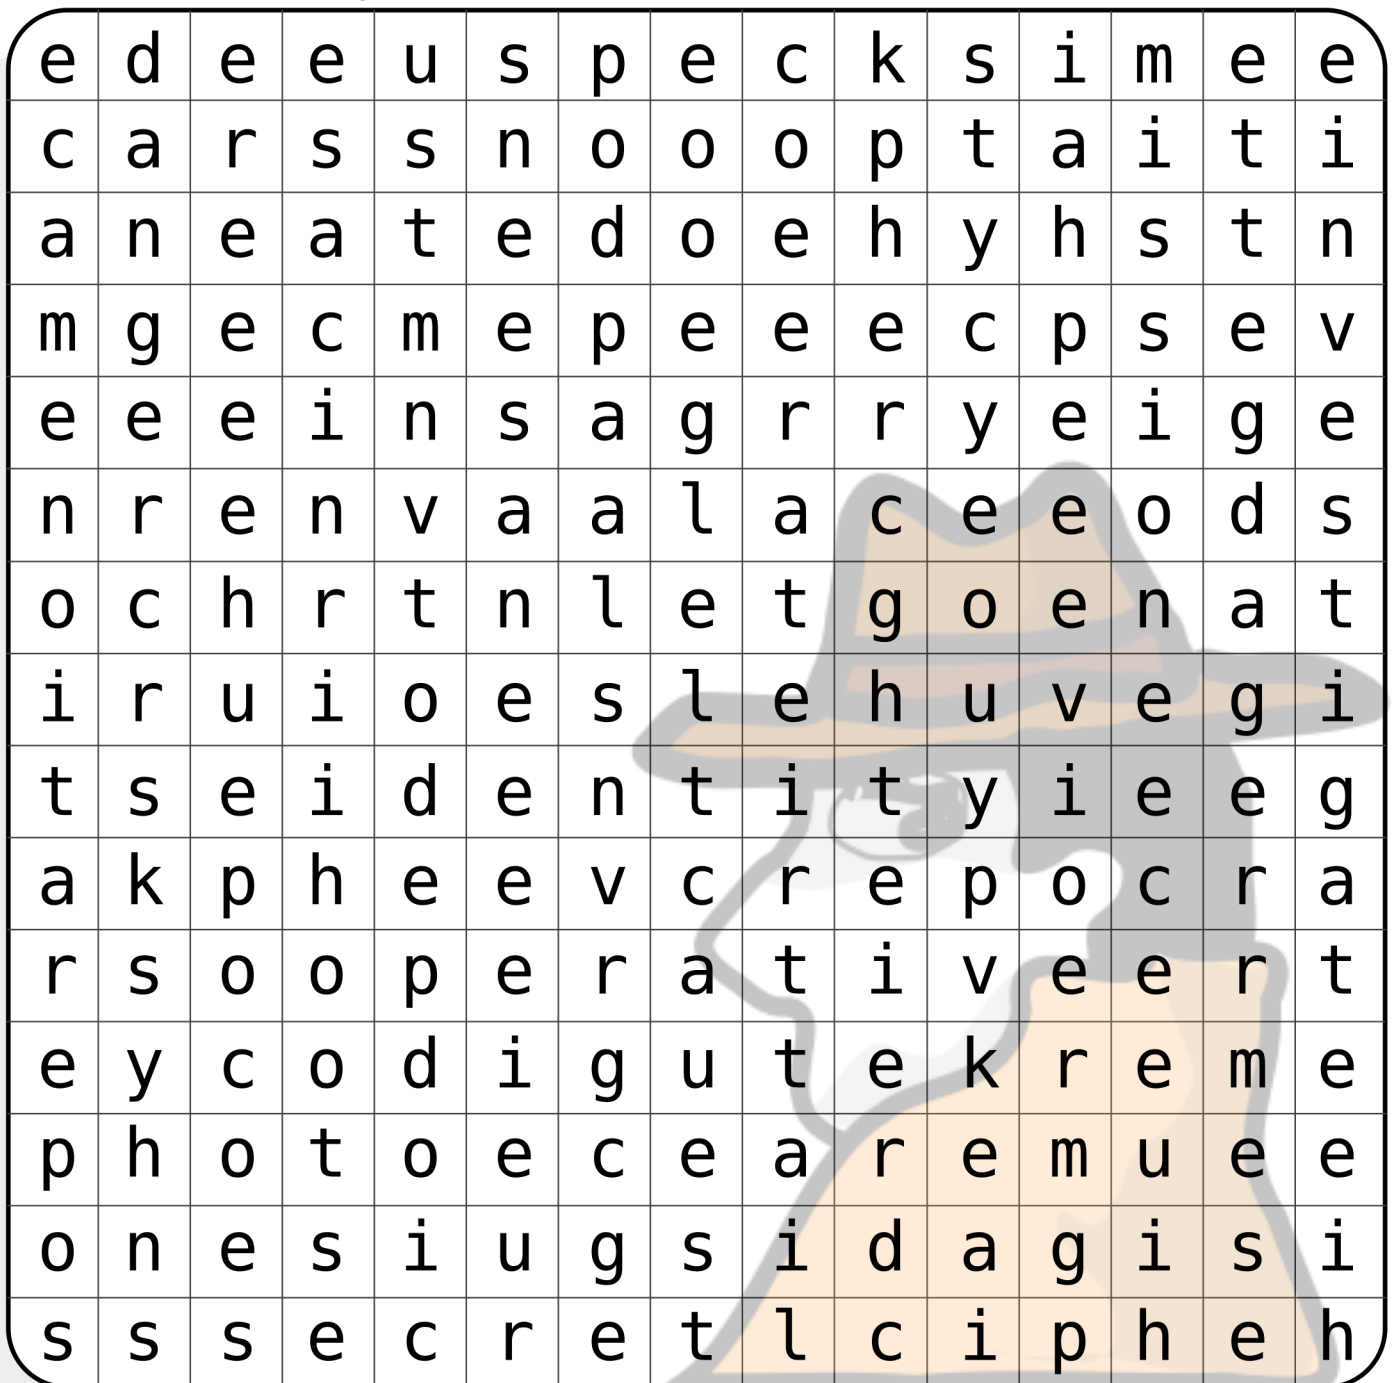 e d e e u s p e c k s i m e e
c a r s s n o o o p t a i t i
a n e a t e d o e h y h s t n
m g e c m e p e e e c p s e v
e e e i n s a g r r y e i g e
n r e n v a a l a c e e o d s
o c h r t n l e t g o e n a t
i r u i o e s l e h u v e g i
t s e i d e n t i t y i e e g
a k p h e e v c r e p o c r a
r s o o p e r a t i v e e r t
e y c o d i g u t e k r e m e
p h o t o e c e a r e m u e e
o n e s i u g s i d a g i s i
s s s e c r e t l c i p h e h